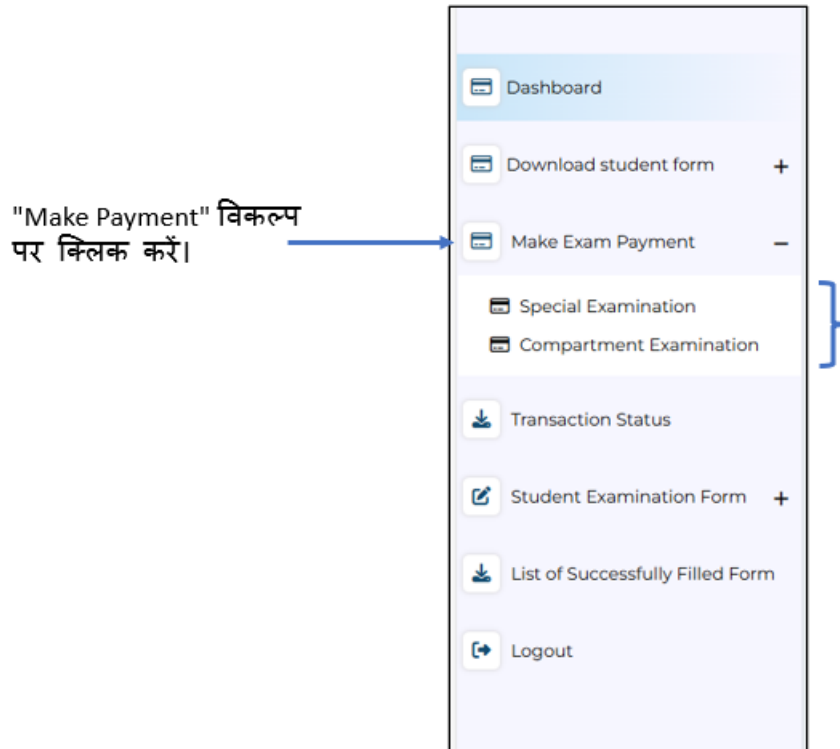 Dashboard
Download student form +
"Make Payment" विकल्प
पर क्लिक करें।
Make Exam Payment –
Special Examination
Compartment Examination
Transaction Status
Student Examination Form +
List of Successfully Filled Form
Logout